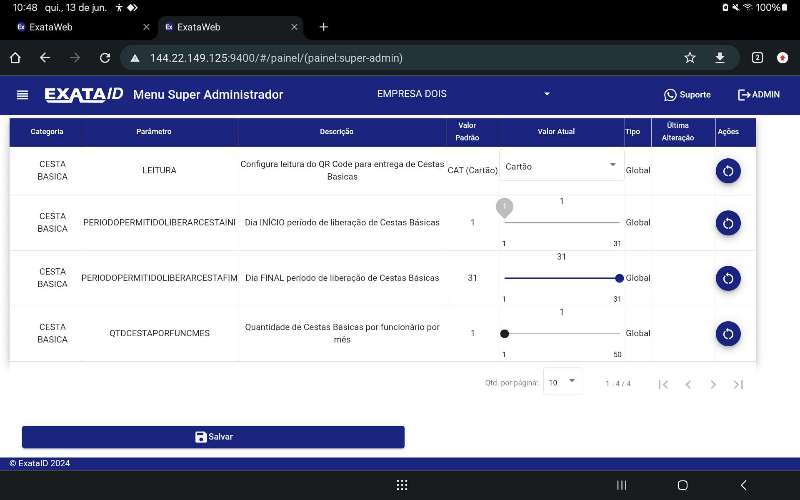 10:48 qui., 13 de jun.
100%
ExataWeb
ExataWeb
144.22.149.125:9400/#/painel/(painel:super-admin)
2
EXATAID Menu Super Administrador
EMPRESA DOIS
Suporte
ADMIN
Categoria
Parâmetro
Descrição
Valor
Padrão
Valor Atual
Tipo
Última
Alteração
Ações
CESTA
BASICA
LEITURA
Configura leitura do QR Code para entrega de Cestas
Basicas
CAT (Cartão)
Cartão
Global
CESTA
BASICA
PERIODOPERMITIDOLIBERARCESTAINI
Dia INÍCIO período de liberação de Cestas Básicas
1
1
1
1
31
Global
CESTA
BASICA
PERIODOPERMITIDOLIBERARCESTAFIM
Dia FINAL período de liberação de Cestas Básicas
31
31
1
31
Global
CESTA
BASICA
QTDCESTAPORFUNCMES
Quantidade de Cestas Básicas por funcionário por
mês
1
1
1
50
Global
Qtd. por página:
10
1 - 4 / 4
Salvar
© ExataID 2024